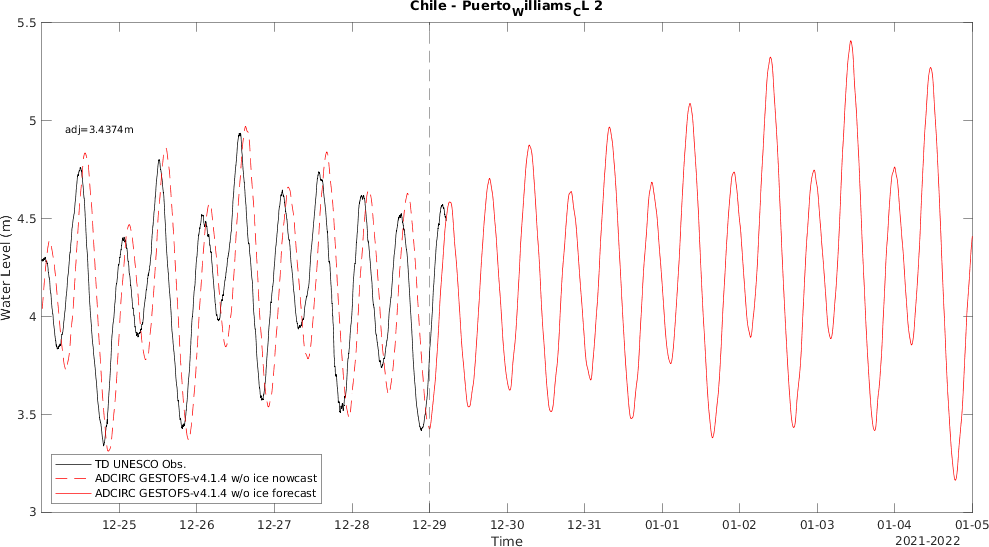 Chile - PuertoWilliamsCL 2
5.5
5
4.5
4
3.5
3
Water Level (m)
adj=3.4374m
TD UNESCO Obs.
ADCIRC GESTOFS-v4.1.4 w/o ice nowcast
ADCIRC GESTOFS-v4.1.4 w/o ice forecast
12-25 12-26 12-27 12-28 12-29 12-30 12-31 01-01 01-02 01-03 01-04 01-05
Time
2021-2022